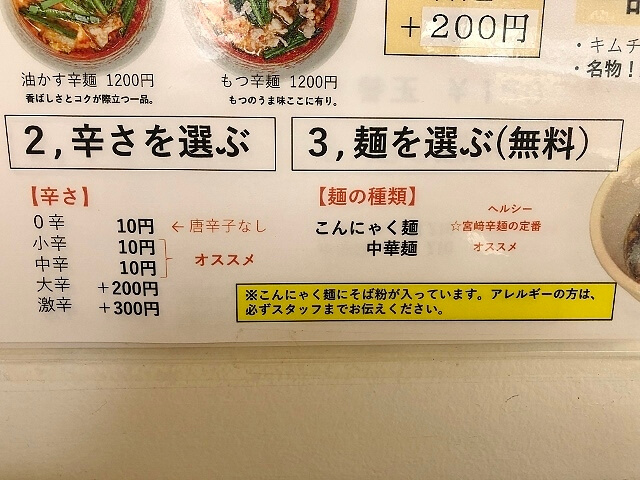 +200円
・キムチ
・名物！
油かす辛麺 1200円
香ばしさとコクが際立つ一品。
もつ辛麺 1200円
もつのうま味ここに有り。
2,辛さを選ぶ
3,麺を選ぶ(無料)
【辛さ】
0辛 10円 ←唐辛子なし
小辛 10円
中辛 10円
オススメ
大辛 +200円
激辛 +300円
【麺の種類】
ヘルシー
こんにゃく麺 ☆宮崎辛麺の定番
中華麺 オススメ
※こんにゃく麺にそば粉が入っています。アレルギーの方は、
必ずスタッフまでお伝えください。